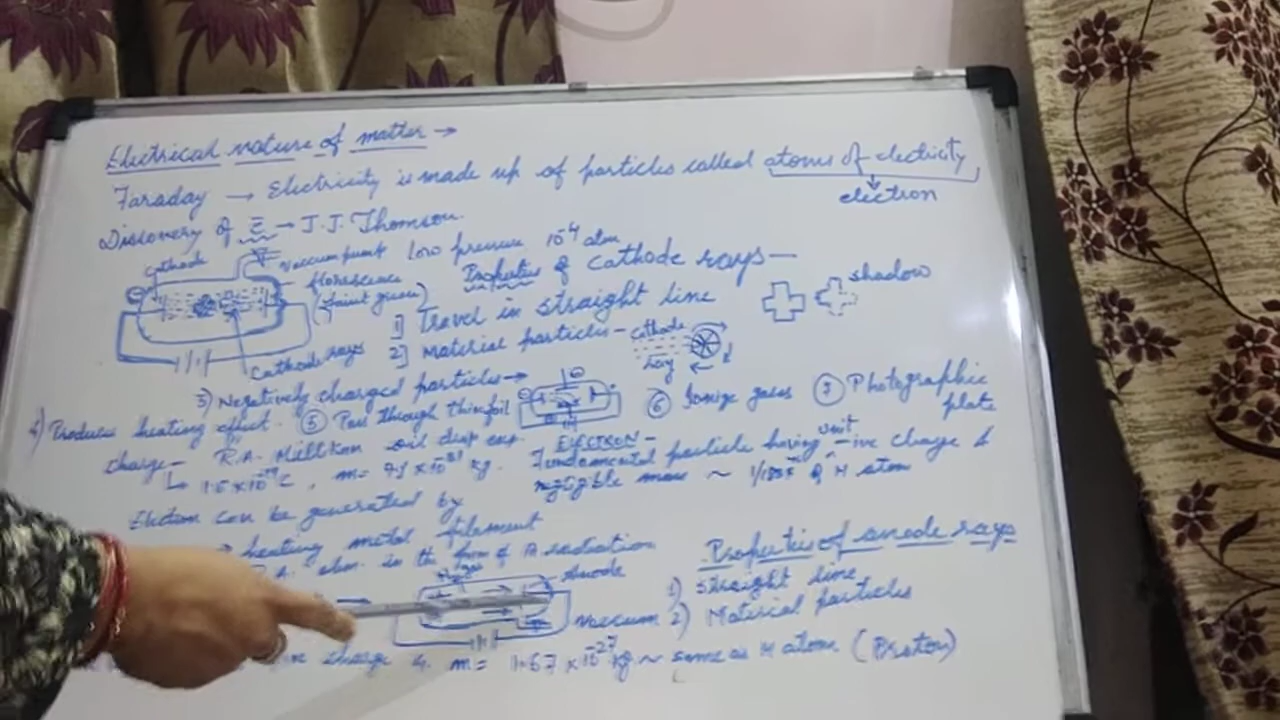 Electrical nature of matter →
Faraday → Electricity is made up of particles called atoms of electricity
electron
Discovery of ē → J.J. Thomson.
Cathode
Vaccum pump Low pressure 10⁻⁴ atm
florescence
(faint green)
Cathode rays
Properties of cathode rays —
1] Travel in straight line
shadow
2] Material particles – Cathode
ray
3) Negatively charged particles →
4) Produces heating effect. ⑤ Pass through thin foil ⑥ Ionize gases ⑦ Photographic
plate
charge – R.A. Millikan oil drop exp.
ELECTRON –
Fundamental particle having unit –ive charge &
negligible mass ~ of H atom
Electron can be generated by
heating metal filament
in the form of radiation
Anode
Vacuum
Properties of anode rays
1) Straight line
2) Material particles
charge & m = 1.67 × 10⁻²⁷ kg ~ same as H atom (Proton)